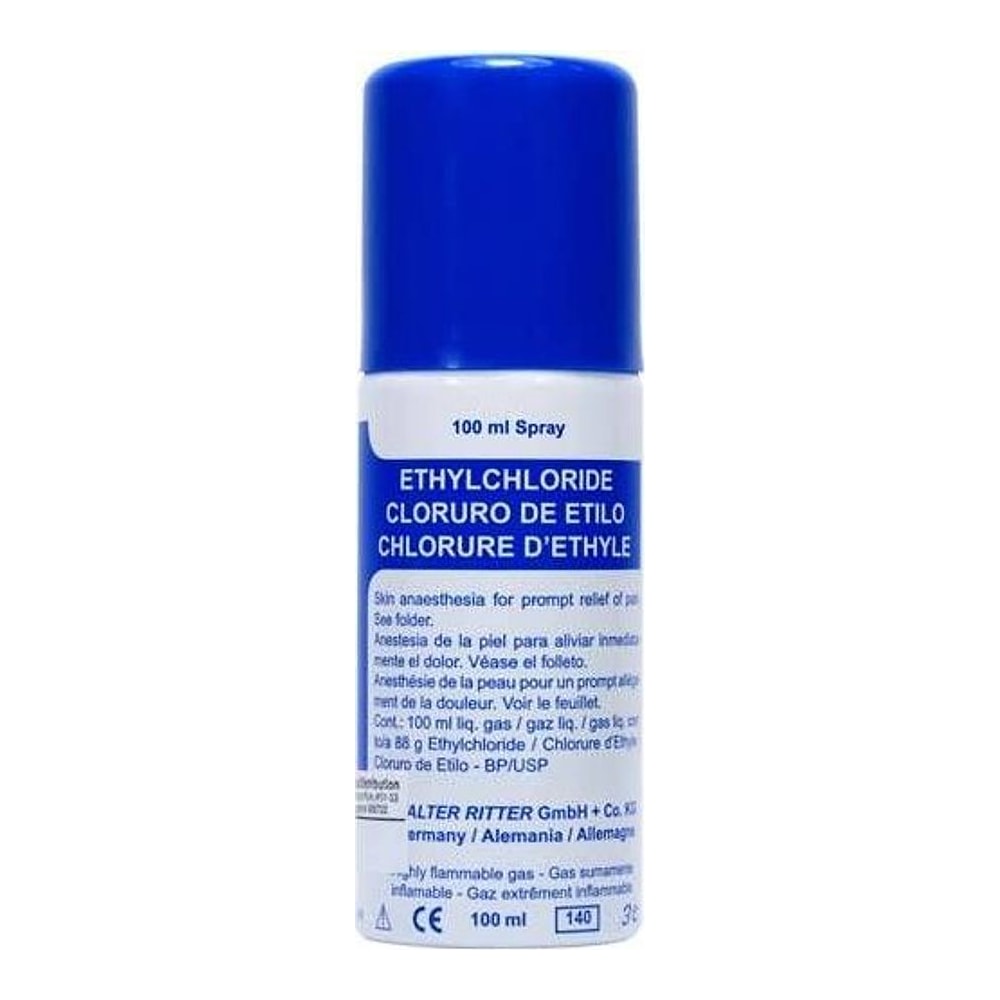 100 ml Spray
ETHYLCHLORIDE
CLORURO DE ETILO
CHLORURE D'ETHYLE
Skin anaesthesia for prompt relief of
See folder.
Anestesia de la piel para aliviar
mente el dolor. Véase el folleto.
Anesthésie de la peau pour un prompt
ment de la douleur. Voir le feuillet.
Cont.: 100 ml liq. gas / gaz liq. / gas liq.
88 g Ethylchloride / Chlorure d'Ethyle
Cloruro de Etilo - BP/USP
ALTER RITTER GmbH + Co.
ermany / Alemania / Allemagne
flammable gas - Gas
inflamable - Gaz extrêment inflammable
CE 100 ml 140